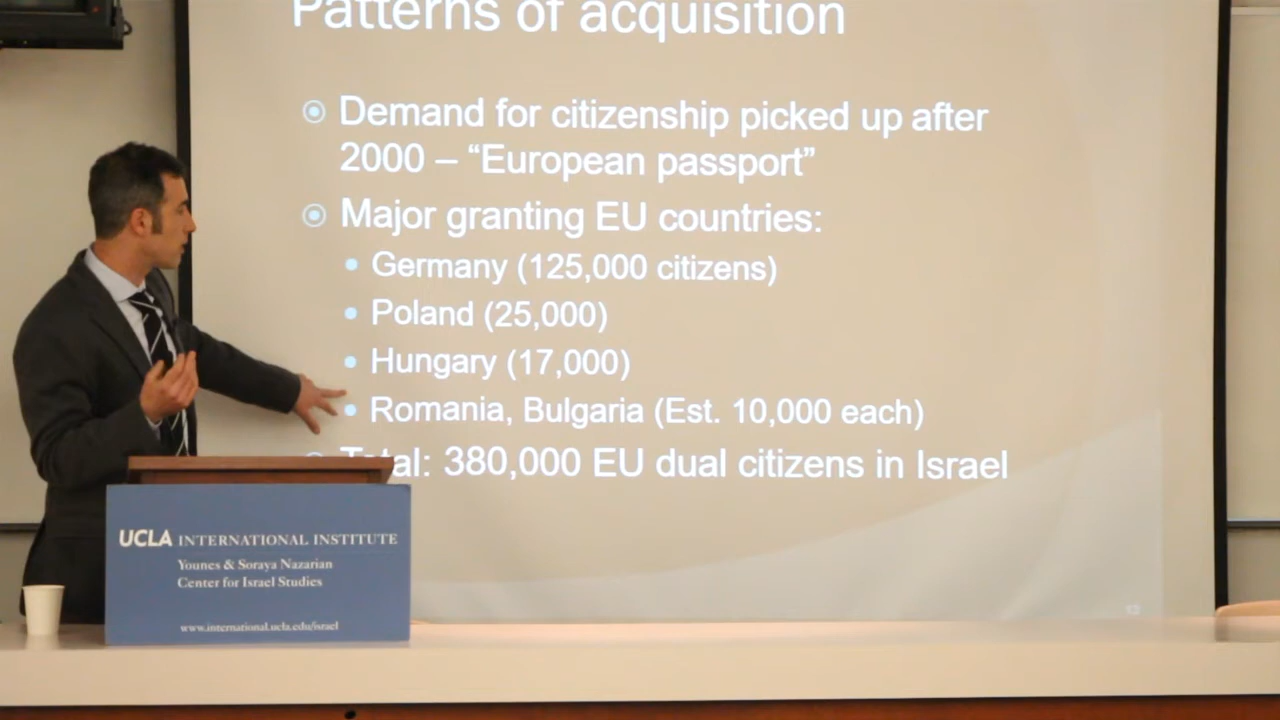 Patterns of acquisition
Demand for citizenship picked up after
2000 – “European passport”
Major granting EU countries:
Germany (125,000 citizens)
Poland (25,000)
Hungary (17,000)
Romania, Bulgaria (Est. 10,000 each)
Total: 380,000 EU dual citizens in Israel
UCLA INTERNATIONAL INSTITUTE
Younes & Soraya Nazarian
Center for Israel Studies
www.international.ucla.edu/israel